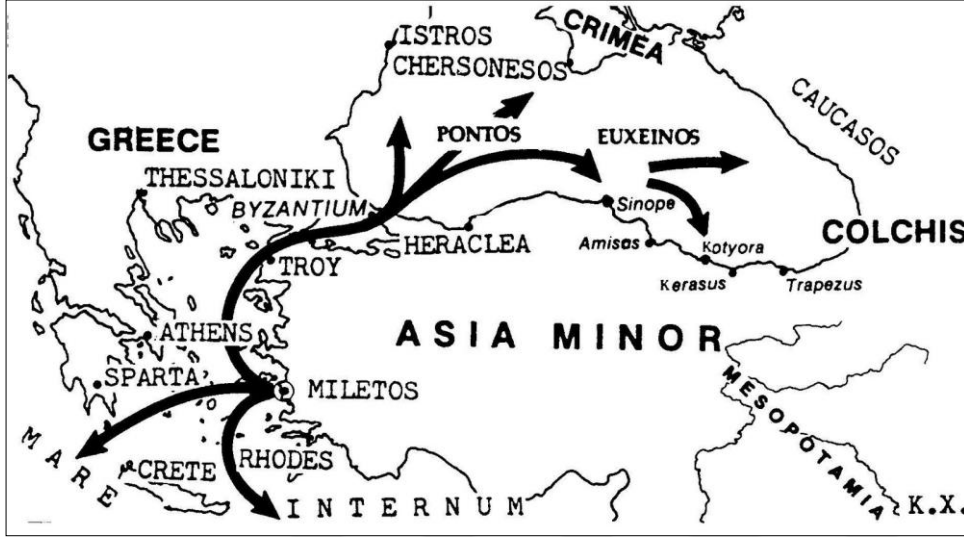 ISTROS
CRIMEA
CHERSONESOS
CAUCASOS
GREECE
PONTOS
EUXEINOS
THESSALONIKI
BYZANTIUM
Sinope
HERACLEA
Amisos
Kotyora
COLCHIS
TROY
Kerasus
Trapezus
ATHENS
ASIA MINOR
SPARTA
MILETOS
MESOPOTAMIA
MARE
CRETE
RHODES
INTERNUM
K.X.